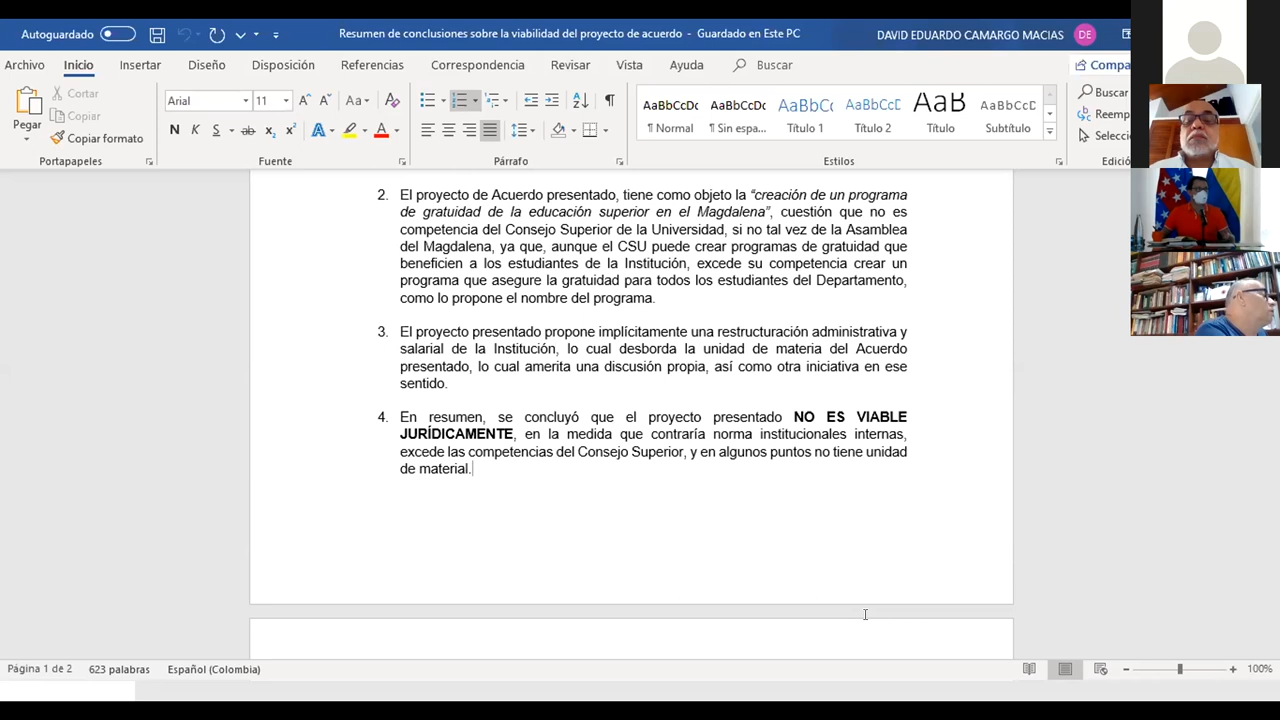 Autoguardado
Resumen de conclusiones sobre la viabilidad del proyecto de acuerdo - Guardado en Este PC
DAVID EDUARDO CAMARGO MACIAS DE
Archivo Inicio Insertar Diseño Disposición Referencias Correspondencia Revisar Vista Ayuda Buscar Compa
Pegar
Cortar
Copiar
Copiar formato
Portapapeles
Arial 11 Aa
N K S ab x₂ x² A A
Fuente
Párrafo
AaBbCcDc AaBbCcDc AaBbCc AaBbCcD AaB AaBbCcD
¶ Normal ¶ Sin espa... Título 1 Título 2 Título Subtítulo
Estilos
Buscar
Reemp
Selecci
Edició
2. El proyecto de Acuerdo presentado, tiene como objeto la “creación de un programa
de gratuidad de la educación superior en el Magdalena”, cuestión que no es
competencia del Consejo Superior de la Universidad, si no tal vez de la Asamblea
del Magdalena, ya que, aunque el CSU puede crear programas de gratuidad que
beneficien a los estudiantes de la Institución, excede su competencia crear un
programa que asegure la gratuidad para todos los estudiantes del Departamento,
como lo propone el nombre del programa.
3. El proyecto presentado propone implícitamente una restructuración administrativa y
salarial de la Institución, lo cual desborda la unidad de materia del Acuerdo
presentado, lo cual amerita una discusión propia, así como otra iniciativa en ese
sentido.
4. En resumen, se concluyó que el proyecto presentado NO ES VIABLE
JURÍDICAMENTE, en la medida que contraría norma institucionales internas,
excede las competencias del Consejo Superior, y en algunos puntos no tiene unidad
de material.
Página 1 de 2 623 palabras Español (Colombia) 100%